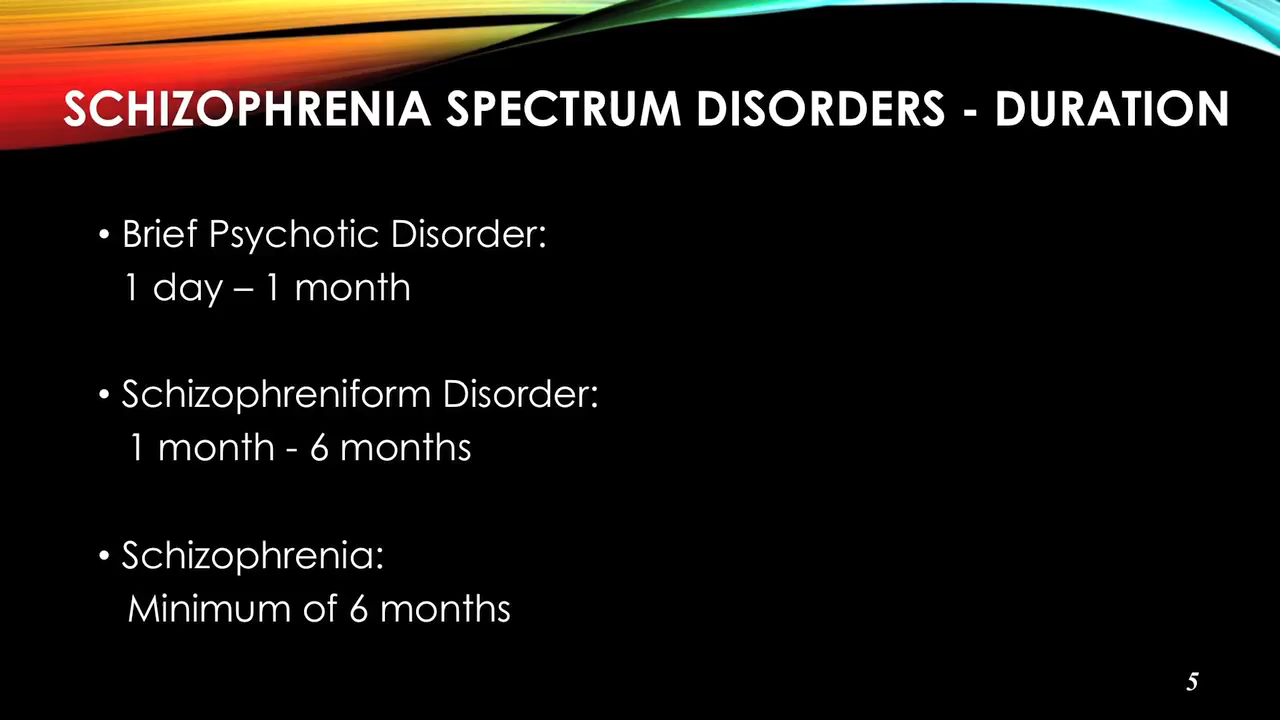 SCHIZOPHRENIA SPECTRUM DISORDERS - DURATION
• Brief Psychotic Disorder:
1 day – 1 month
• Schizophreniform Disorder:
1 month - 6 months
• Schizophrenia:
Minimum of 6 months
5